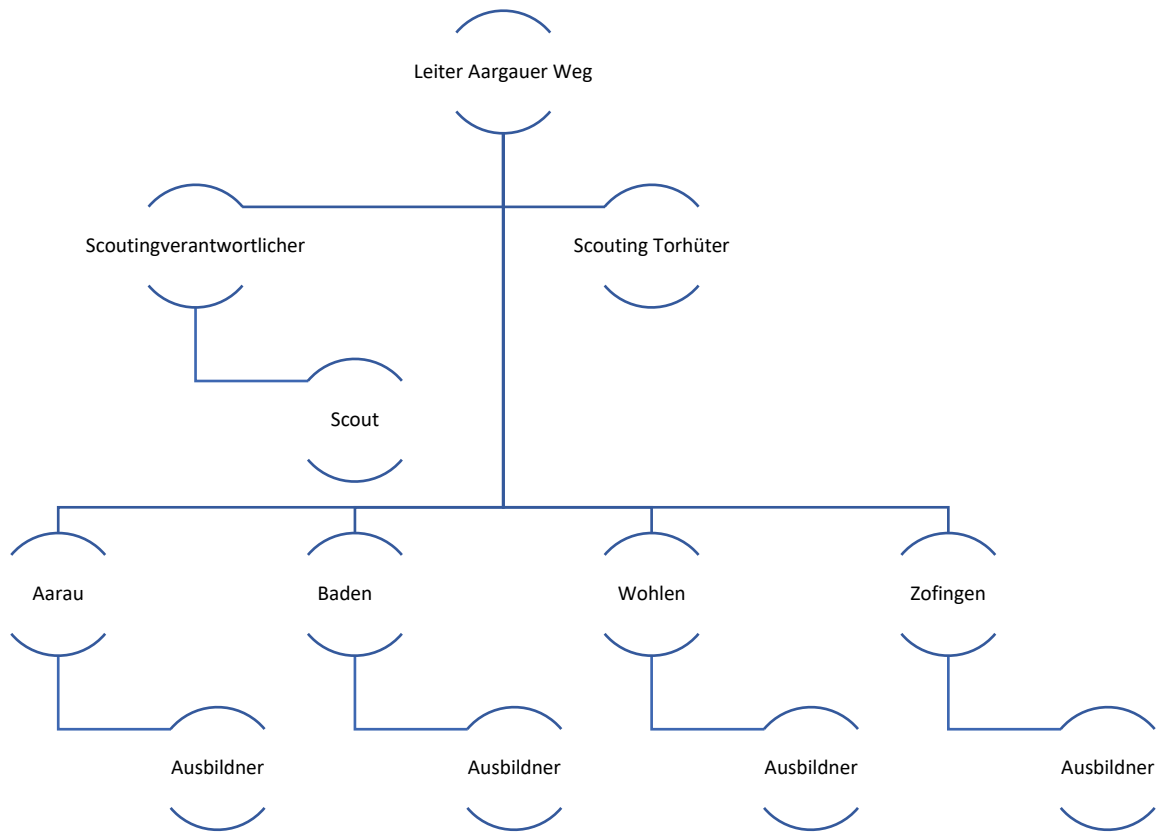 Leiter Aargauer Weg
Scoutingverantwortlicher
Scouting Torhüter
Scout
Aarau
Baden
Wohlen
Zofingen
Ausbildner
Ausbildner
Ausbildner
Ausbildner